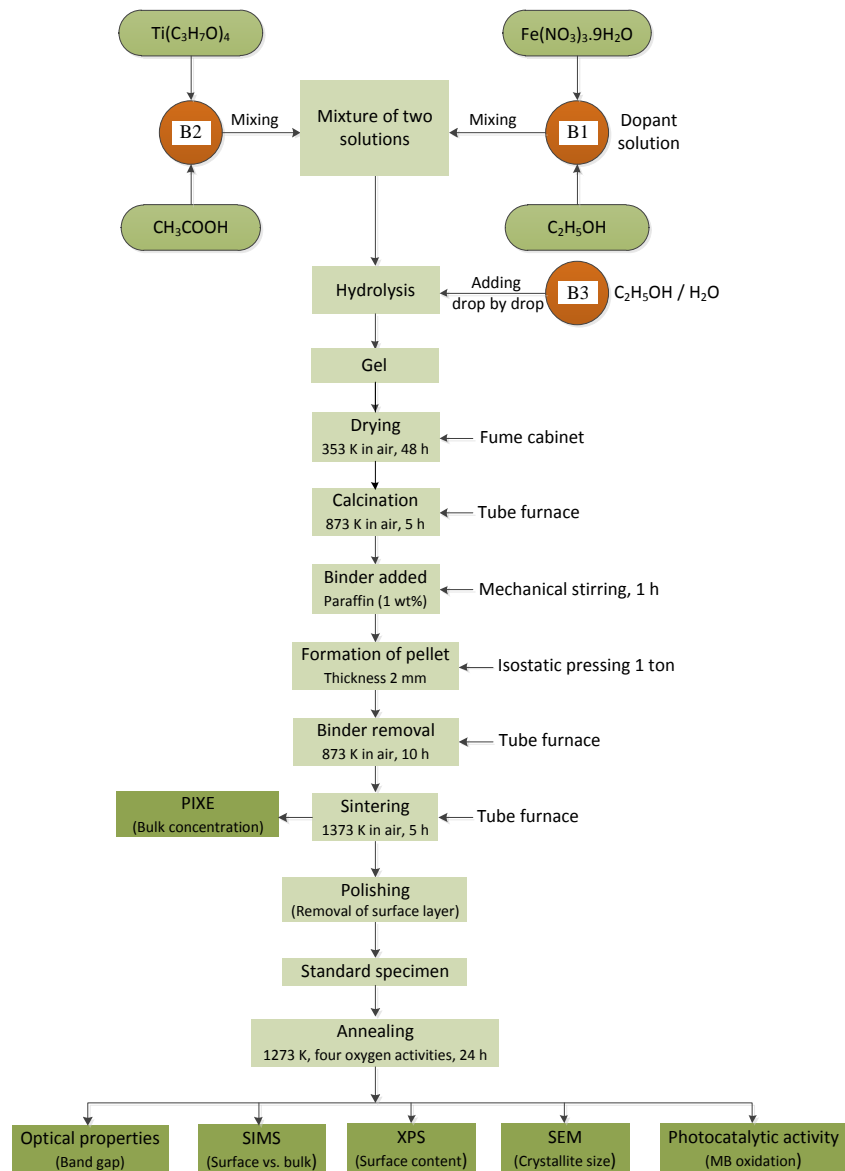 Ti(C₃H₇O)₄
Fe(NO₃)₃.9H₂O
B2
Mixing
Mixture of two
solutions
Mixing
B1
Dopant
solution
CH₃COOH
C₂H₅OH
Hydrolysis
Adding
drop by drop
B3
C₂H₅OH / H₂O
Gel
Drying
353 K in air, 48 h
Fume cabinet
Calcination
873 K in air, 5 h
Tube furnace
Binder added
Paraffin (1 wt%)
Mechanical stirring, 1 h
Formation of pellet
Thickness 2 mm
Isostatic pressing 1 ton
Binder removal
873 K in air, 10 h
Tube furnace
PIXE
(Bulk concentration)
Sintering
1373 K in air, 5 h
Tube furnace
Polishing
(Removal of surface layer)
Standard specimen
Annealing
1273 K, four oxygen activities, 24 h
Optical properties
(Band gap)
SIMS
(Surface vs. bulk)
XPS
(Surface content)
SEM
(Crystallite size)
Photocatalytic activity
(MB oxidation)